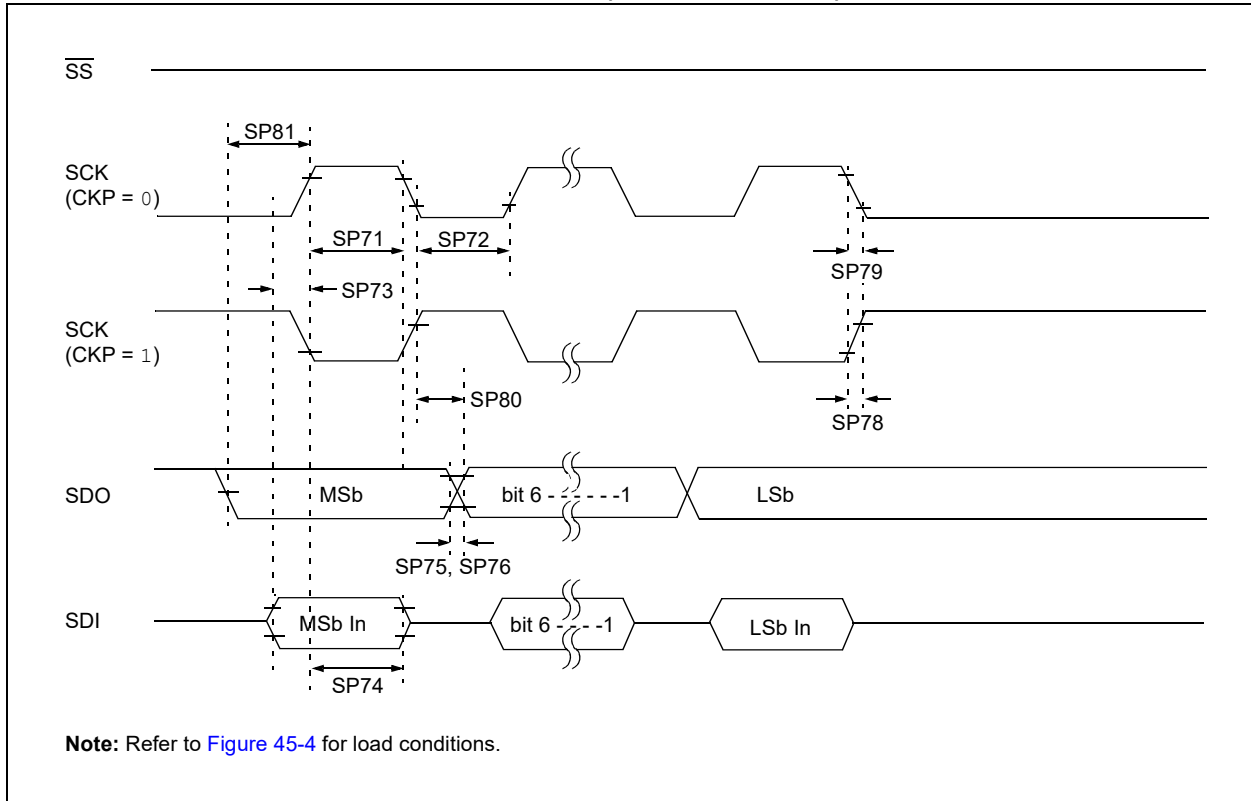 SS
SP81
SCK
(CKP = 0)
SP71
SP72
SP79
SP73
SCK
(CKP = 1)
SP80
SP78
SDO
MSb
bit 6 - - - - - -1
LSb
SP75, SP76
SDI
MSb In
bit 6 - - - - -1
LSb In
SP74
Note: Refer to Figure 45-4 for load conditions.